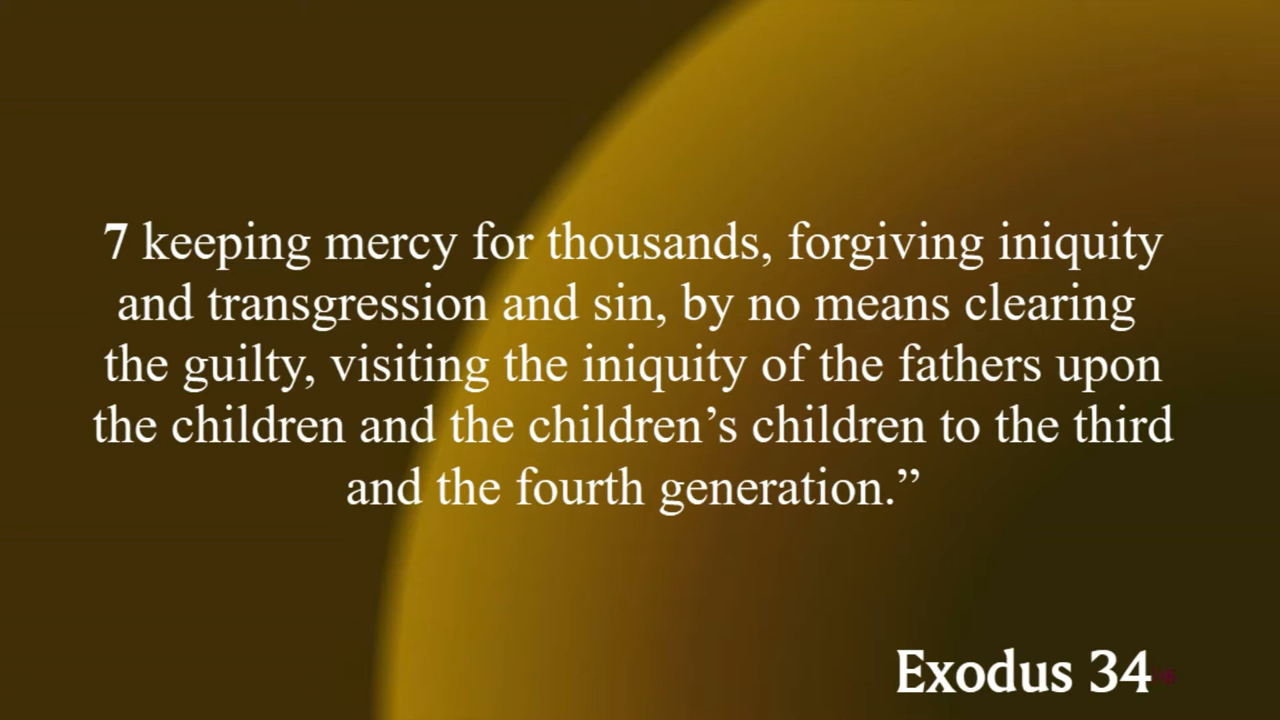 7 keeping mercy for thousands, forgiving iniquity
and transgression and sin, by no means clearing
the guilty, visiting the iniquity of the fathers upon
the children and the children’s children to the third
and the fourth generation.”
Exodus 34